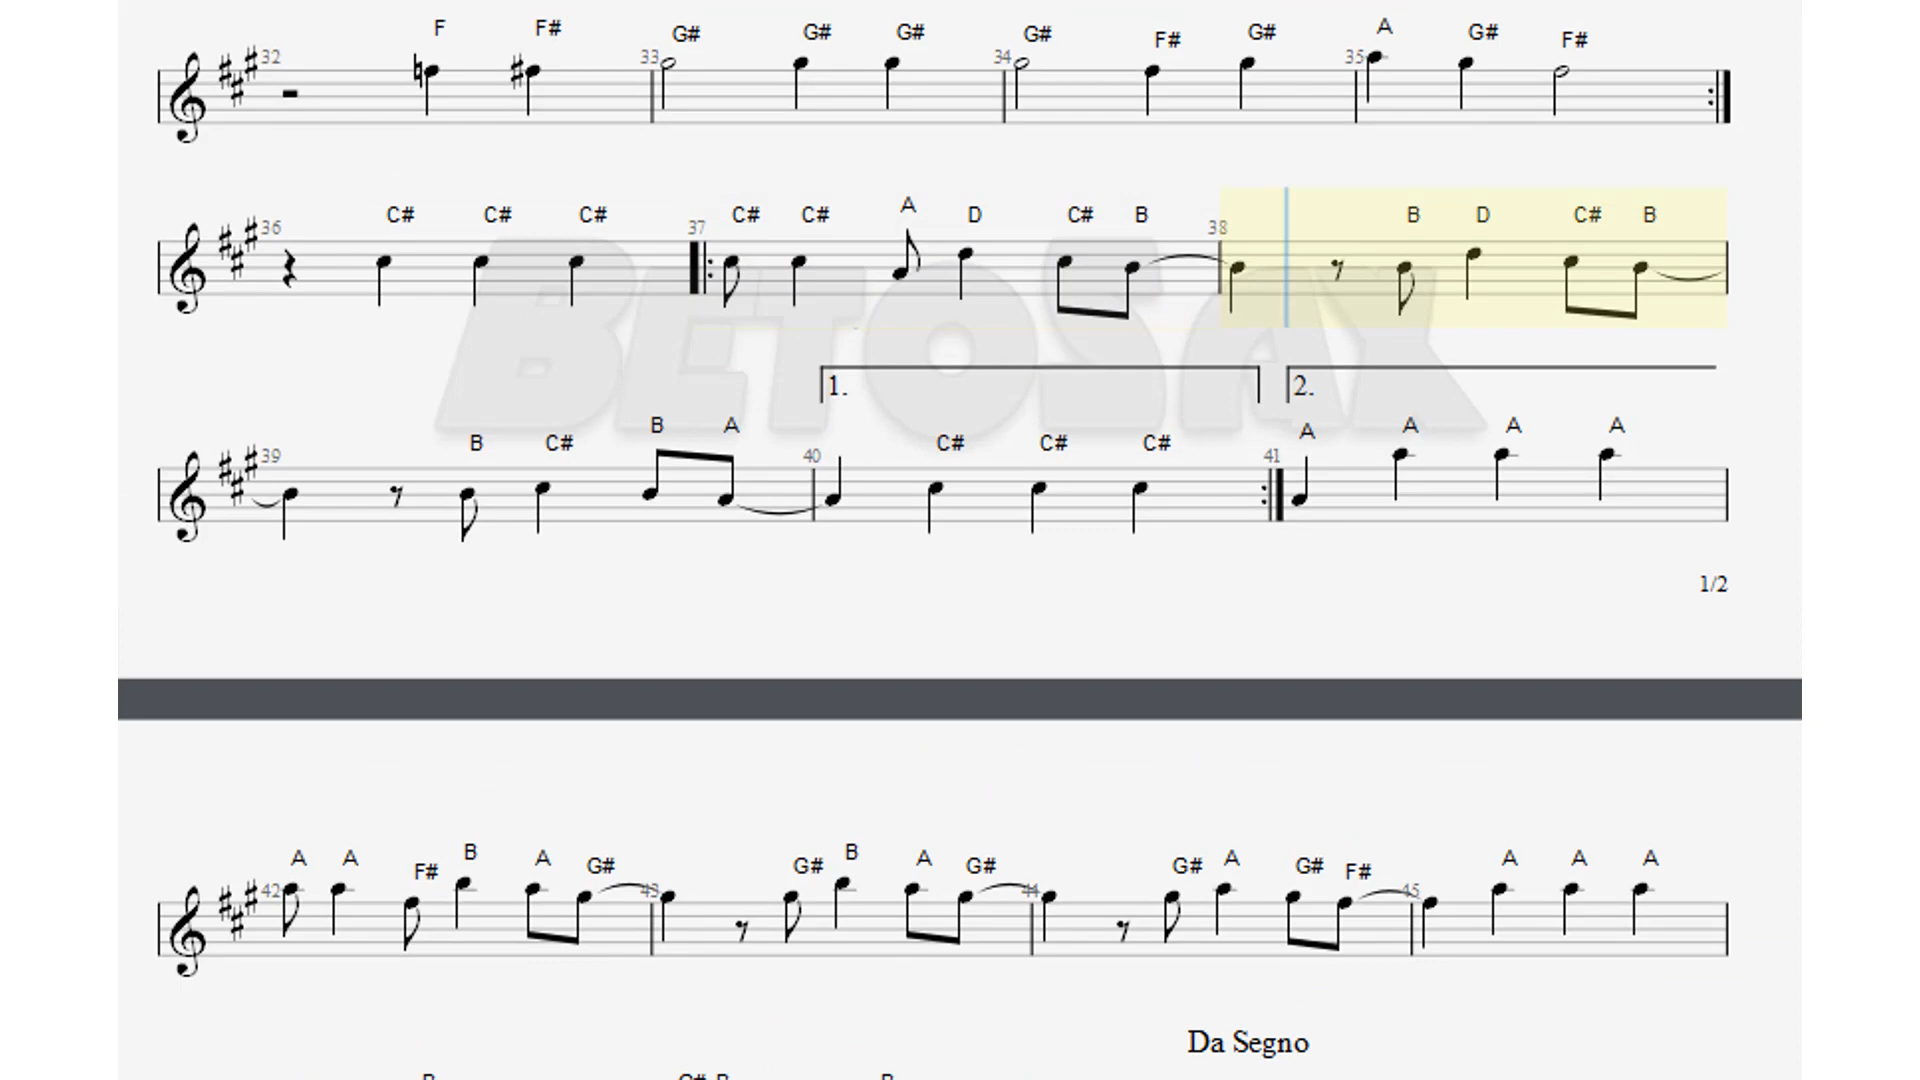 F F# G# G# G# G# F# G# A G# F#
32 33 34 35
C# C# C# C# C# A D C# B B D C# B
36 37 38
BETOSAX
1. 2.
B C# B A C# C# C# A A A A
39 40 41
1/2
A A F# B A G# G# B A G# G# A G# F# A A A
42 43 44 45
Da Segno